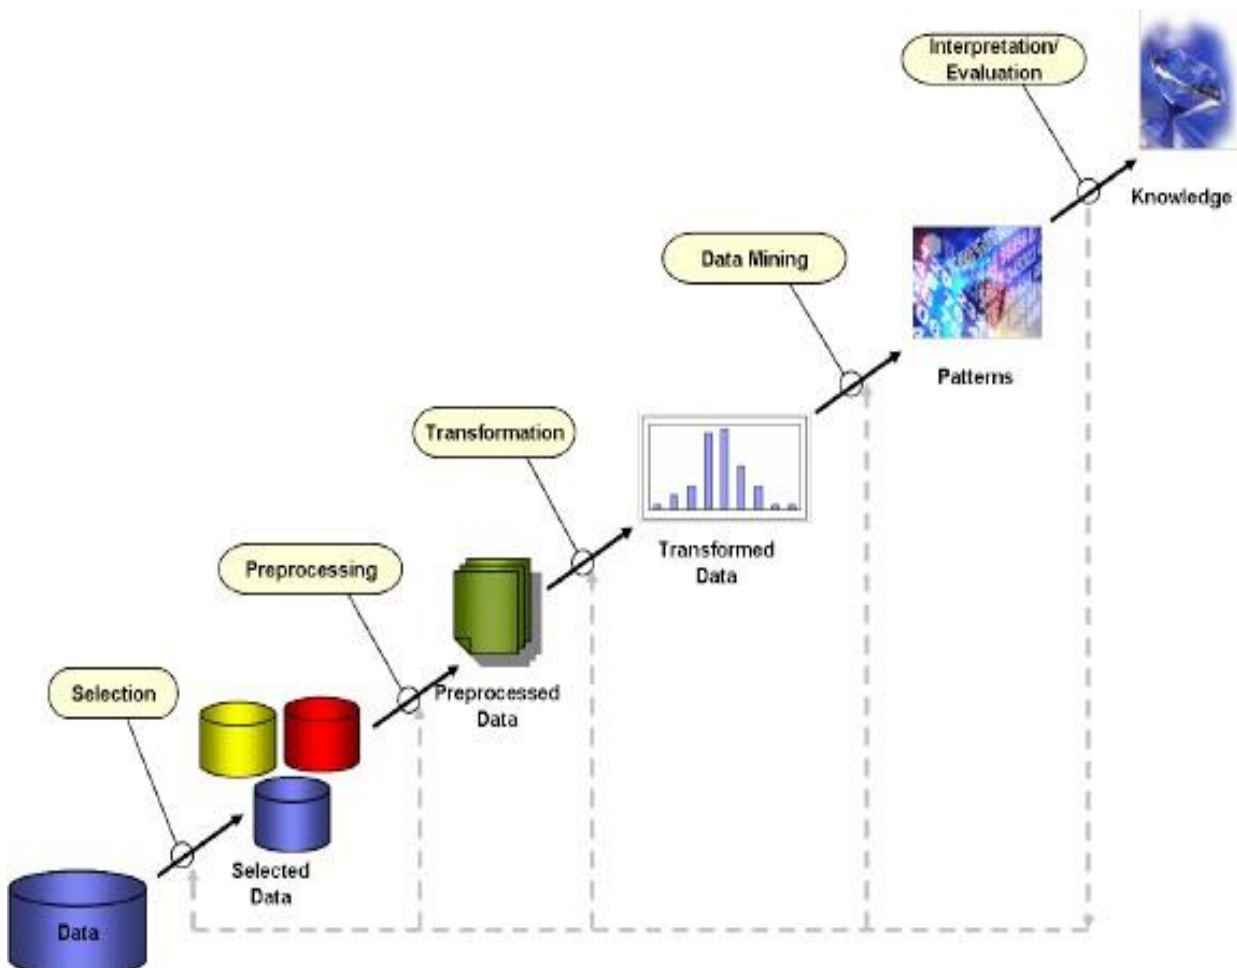 Interpretation/
Evaluation
Knowledge
Data Mining
Patterns
Transformation
Transformed
Data
Preprocessing
Preprocessed
Data
Selection
Selected
Data
Data